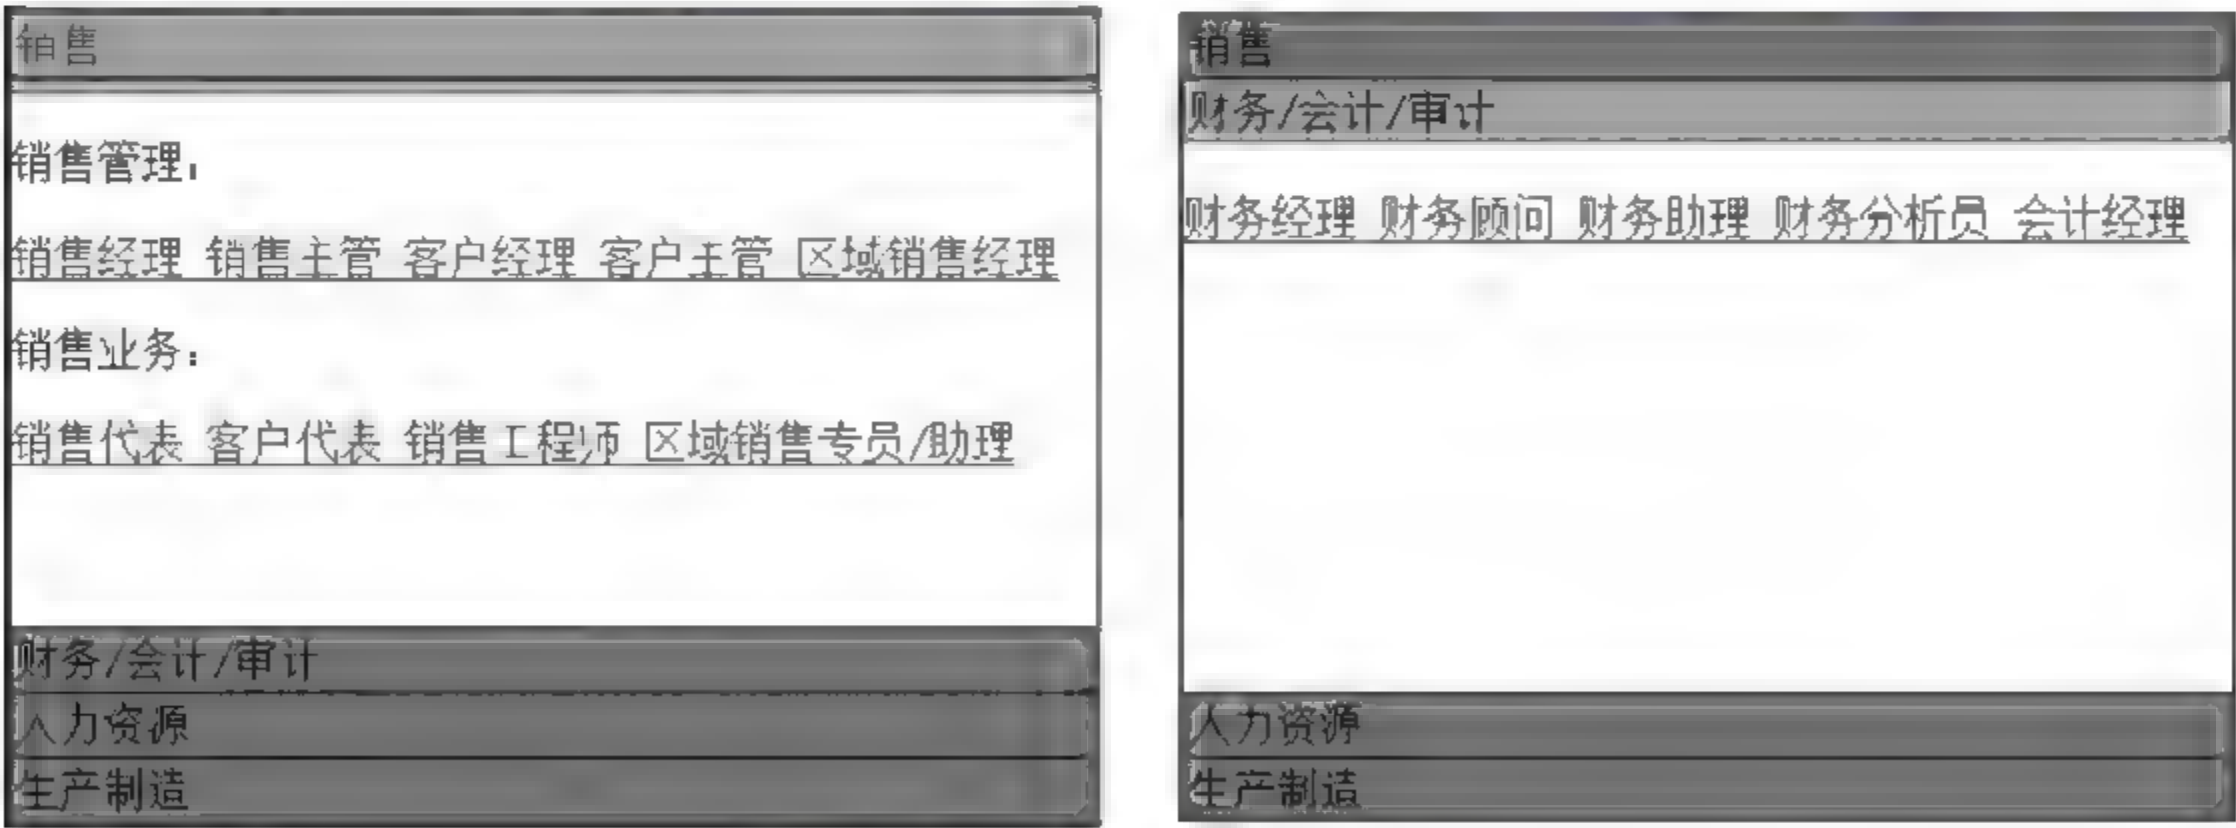 销售
销售管理:
销售经理 销售主管 客户经理 客户主管 区域销售经理
销售业务:
销售代表 客户代表 销售工程师 区域销售专员/助理
财务/会计/审计
人力资源
生产制造
销售
财务/会计/审计
财务经理 财务顾问 财务助理 财务分析员 会计经理
人力资源
生产制造